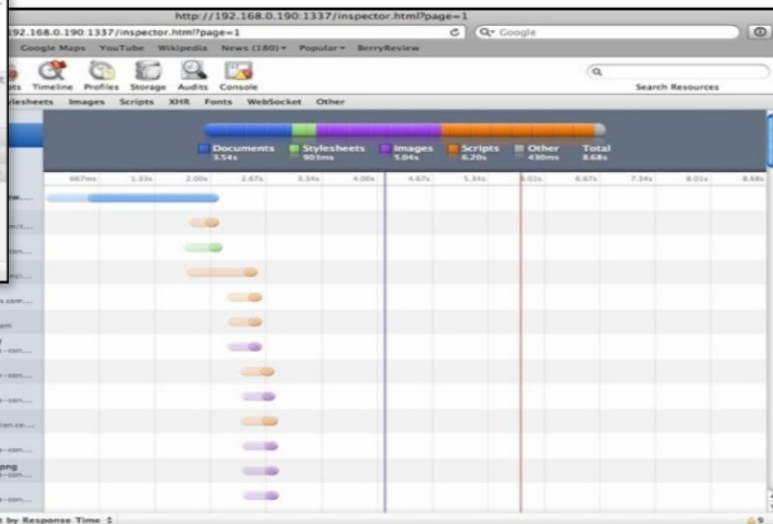 http://192.168.0.190:1337/inspector.html?page=1
92.168.0.190:1337/inspector.html?page=1
Google
Google Maps YouTube Wikipedia News (180) Popular BerryReview
Timeline Profiles Storage Audits Console
Search Resources
Images Scripts XHR Fonts WebSocket Other
Documents Stylesheets Images Scripts Other Total
3.54s 903ms 5.04s 6.20s 430ms 8.68s
667ms 1.33s 2.00s 2.67s 3.34s 4.00s 4.67s 5.34s 6.01s 6.67s 7.34s 8.01s 8.68s
png
by Response Time
9